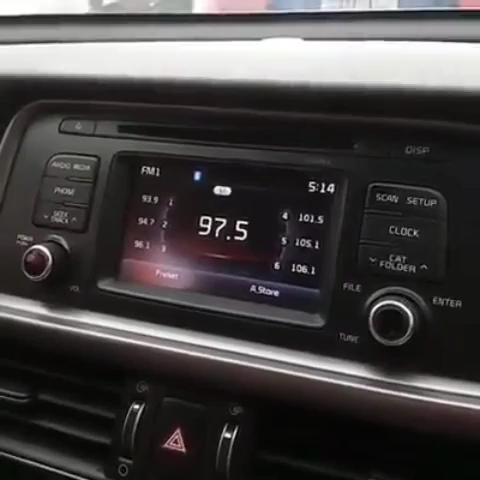 DISP
AUDIO MEDIA
PHONE
SEEK
TRACK
POWER
VOL
FM1
5:14
93.9 1
94.7 2
96.1 3
97.5
4 101.5
5 105.1
6 106.1
Preset
A.Store
SCAN SETUP
CLOCK
CAT
FOLDER
FILE
ENTER
TUNE